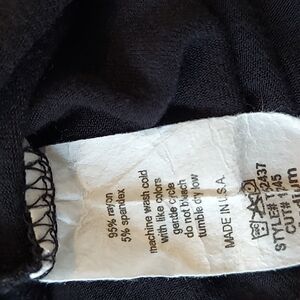 95% rayon
5% spandex
machine wash cold
with like colors
gentle cycle
do not bleach
tumble dry low
MADE IN U.S.A.
CUT#